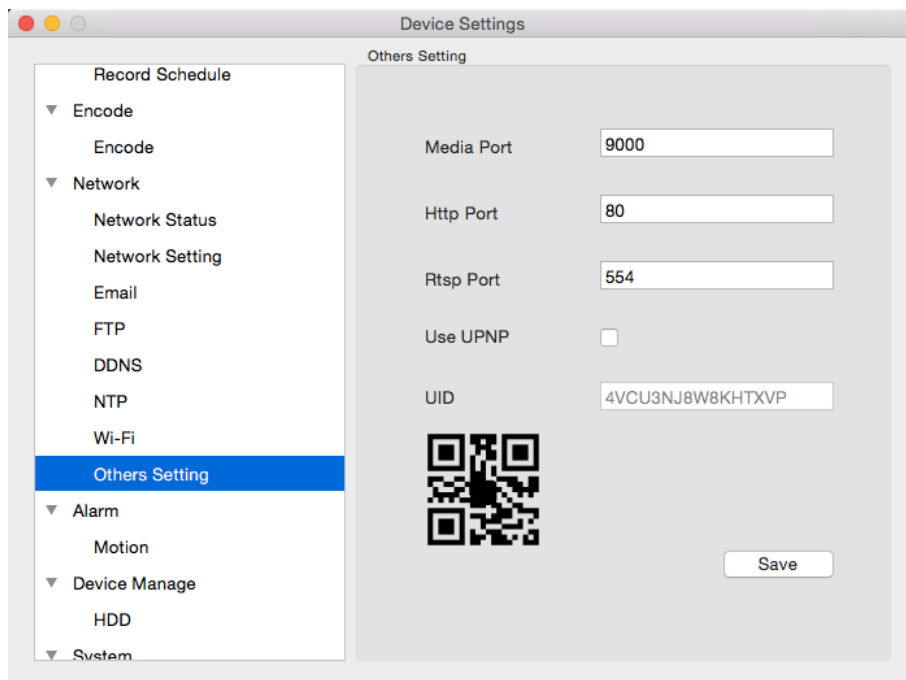 Device Settings
Others Setting
Record Schedule
Encode
Encode
Network
Network Status
Network Setting
Email
FTP
DDNS
NTP
Wi-Fi
Others Setting
Alarm
Motion
Device Manage
HDD
System
Media Port 9000
Http Port 80
Rtsp Port 554
Use UPNP
UID 4VCU3NJ8W8KHTXVP
Save